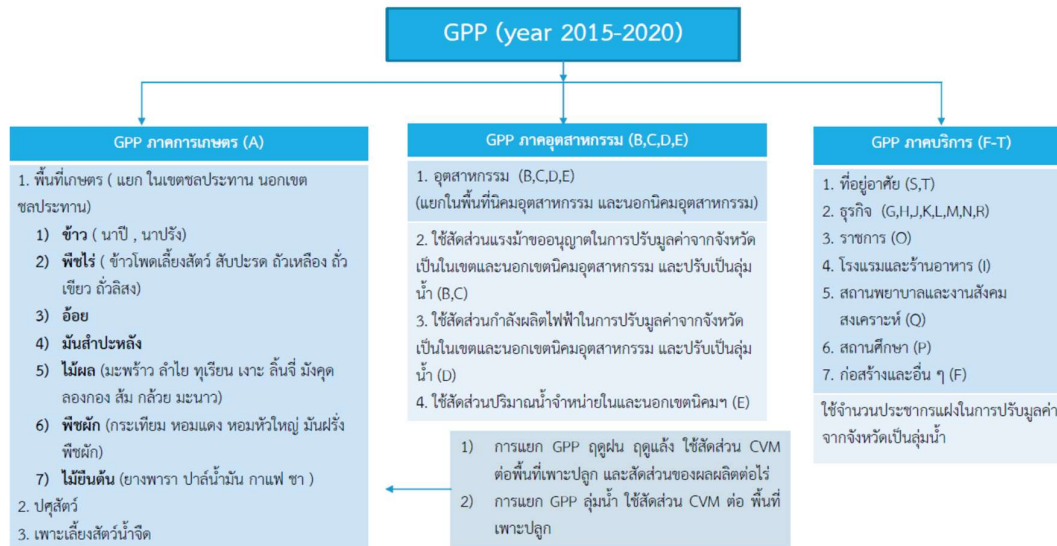 GPP (year 2015-2020)
GPP ภาคการเกษตร (A)
1. พื้นที่เกษตร ( แยก ในเขตชลประทาน นอกเขต
ชลประทาน)
1) ข้าว ( นาปี , นาปรัง)
2) พืชไร่ ( ข้าวโพดเลี้ยงสัตว์ สับปะรด ถัวเหลือง ถั่ว
เขียว ถั่วลิสง)
3) อ้อย
4) มันสำปะหลัง
5) ไม้ผล (มะพร้าว ลำไย ทุเรียน เงาะ ลิ้นจี่ มังคุด
ลองกอง ส้ม กล้วย มะนาว)
6) พืชผัก (กระเทียม หอมแดง หอมหัวใหญ่ มันฝรั่ง
พืชผัก)
7) ไม้ยืนต้น (ยางพารา ปาล์น้ำมัน กาแฟ ชา )
2. ปศุสัตว์
3. เพาะเลี้ยงสัตว์น้ำจืด
GPP ภาคอุตสาหกรรม (B,C,D,E)
1. อุตสาหกรรม (B,C,D,E)
(แยกในพื้นที่นิคมอุตสาหกรรม และนอกนิคมอุตสาหกรรม)
2. ใช้สัดส่วนแรงม้าขออนุญาตในการปรับมูลค่าจากจังหวัด
เป็นในเขตและนอกเขตนิคมอุตสาหกรรม และปรับเป็นลุ่ม
น้ำ (B,C)
3. ใช้สัดส่วนกำลังผลิตไฟฟ้าในการปรับมูลค่าจากจังหวัด
เป็นในเขตและนอกเขตนิคมอุตสาหกรรม และปรับเป็นลุ่ม
น้ำ (D)
4. ใช้สัดส่วนปริมาณน้ำจำหน่ายในและนอกเขตนิคมฯ (E)
1) การแยก GPP ฤดูฝน ฤดูแล้ง ใช้สัดส่วน CVM
ต่อพื้นที่เพาะปลูก และสัดส่วนของผลผลิตต่อไร่
2) การแยก GPP ลุ่มน้ำ ใช้สัดส่วน CVM ต่อ พื้นที่
เพาะปลูก
GPP ภาคบริการ (F-T)
1. ที่อยู่อาศัย (S,T)
2. ธุรกิจ (G,H,J,K,L,M,N,R)
3. ราชการ (O)
4. โรงแรมและร้านอาหาร (I)
5. สถานพยาบาลและงานสังคม
สงเคราะห์ (Q)
6. สถานศึกษา (P)
7. ก่อสร้างและอื่น ๆ (F)
ใช้จำนวนประชากรแฝงในการปรับมูลค่า
จากจังหวัดเป็นลุ่มน้ำ